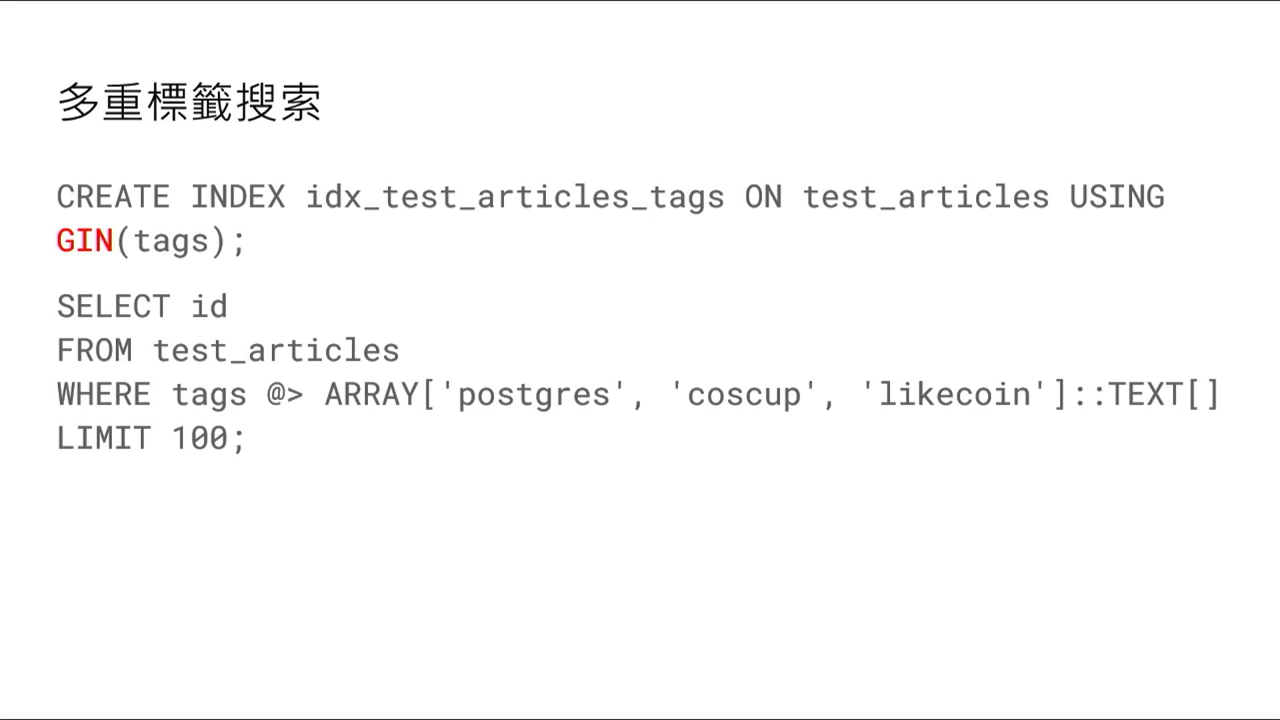 多重標籤搜索
CREATE INDEX idx_test_articles_tags ON test_articles USING
GIN(tags);
SELECT id
FROM test_articles
WHERE tags @> ARRAY['postgres', 'coscup', 'likecoin']::TEXT[]
LIMIT 100;